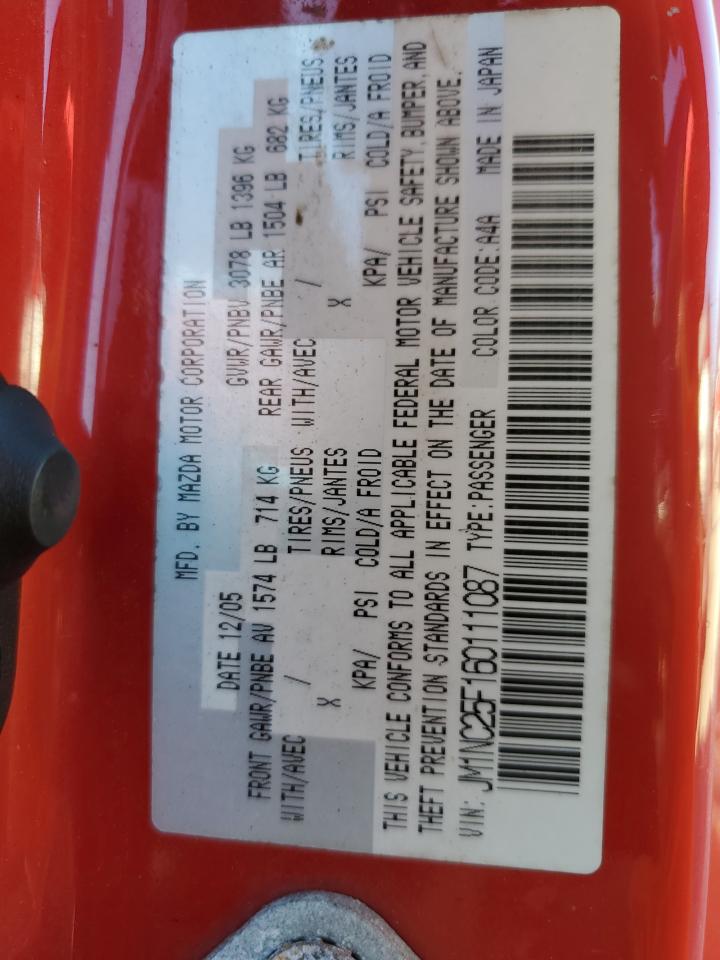 MFD. BY MAZDA MOTOR CORPORATION
DATE 12/05 GVWR/PNBV 3078 LB 1396 KG
FRONT GAWR/PNBE AV 1574 LB 714 KG REAR GAWR/PNBE AR 1504 LB 682 KG
WITH/AVEC / TIRES/PNEUS WITH/AVEC / TIRES/PNEUS
X RIMS/JANTES X RIMS/JANTES
KPA/ PSI COLD/A FROID KPA/ PSI COLD/A FROID
THIS VEHICLE CONFORMS TO ALL APPLICABLE FEDERAL MOTOR VEHICLE SAFETY, BUMPER, AND
THEFT PREVENTION STANDARDS IN EFFECT ON THE DATE OF MANUFACTURE SHOWN ABOVE.
VIN: JM1NC25F160111087 TYPE:PASSENGER COLOR CODE:A4A MADE IN JAPAN